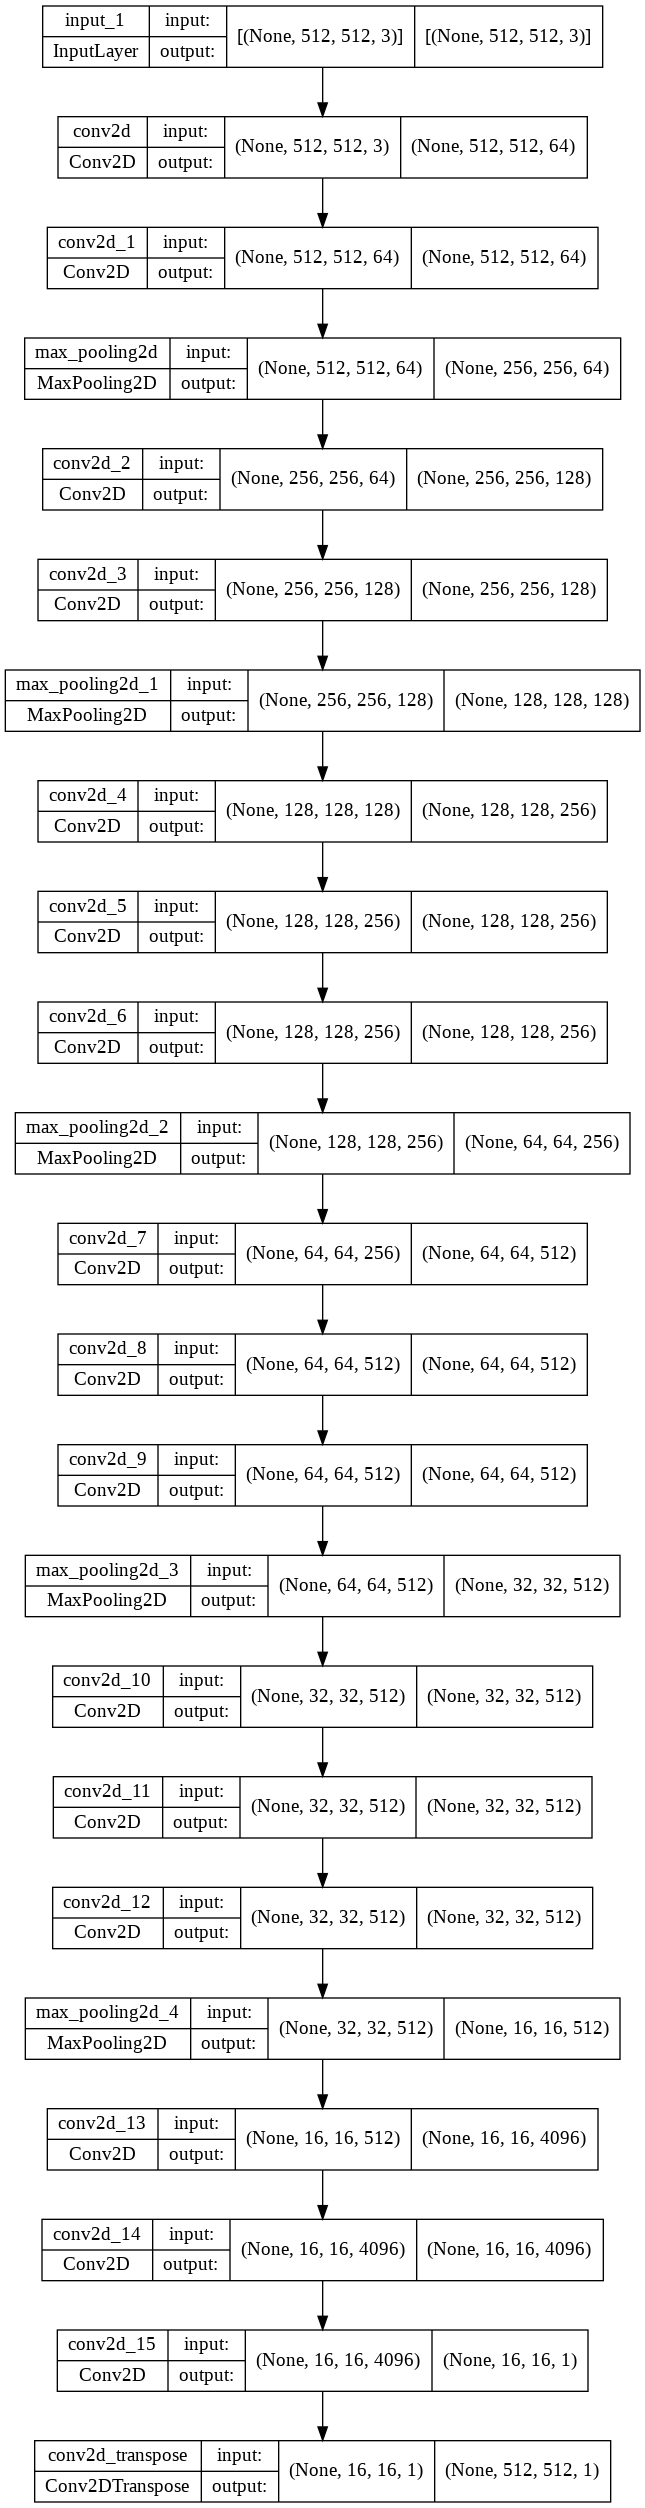 input_1 input: [(None, 512, 512, 3)] [(None, 512, 512, 3)]
InputLayer output:
conv2d input: (None, 512, 512, 3) (None, 512, 512, 64)
Conv2D output:
conv2d_1 input: (None, 512, 512, 64) (None, 512, 512, 64)
Conv2D output:
max_pooling2d input: (None, 512, 512, 64) (None, 256, 256, 64)
MaxPooling2D output:
conv2d_2 input: (None, 256, 256, 64) (None, 256, 256, 128)
Conv2D output:
conv2d_3 input: (None, 256, 256, 128) (None, 256, 256, 128)
Conv2D output:
max_pooling2d_1 input: (None, 256, 256, 128) (None, 128, 128, 128)
MaxPooling2D output:
conv2d_4 input: (None, 128, 128, 128) (None, 128, 128, 256)
Conv2D output:
conv2d_5 input: (None, 128, 128, 256) (None, 128, 128, 256)
Conv2D output:
conv2d_6 input: (None, 128, 128, 256) (None, 128, 128, 256)
Conv2D output:
max_pooling2d_2 input: (None, 128, 128, 256) (None, 64, 64, 256)
MaxPooling2D output:
conv2d_7 input: (None, 64, 64, 256) (None, 64, 64, 512)
Conv2D output:
conv2d_8 input: (None, 64, 64, 512) (None, 64, 64, 512)
Conv2D output:
conv2d_9 input: (None, 64, 64, 512) (None, 64, 64, 512)
Conv2D output:
max_pooling2d_3 input: (None, 64, 64, 512) (None, 32, 32, 512)
MaxPooling2D output:
conv2d_10 input: (None, 32, 32, 512) (None, 32, 32, 512)
Conv2D output:
conv2d_11 input: (None, 32, 32, 512) (None, 32, 32, 512)
Conv2D output:
conv2d_12 input: (None, 32, 32, 512) (None, 32, 32, 512)
Conv2D output:
max_pooling2d_4 input: (None, 32, 32, 512) (None, 16, 16, 512)
MaxPooling2D output:
conv2d_13 input: (None, 16, 16, 512) (None, 16, 16, 4096)
Conv2D output:
conv2d_14 input: (None, 16, 16, 4096) (None, 16, 16, 4096)
Conv2D output:
conv2d_15 input: (None, 16, 16, 4096) (None, 16, 16, 1)
Conv2D output:
conv2d_transpose input: (None, 16, 16, 1) (None, 512, 512, 1)
Conv2DTranspose output: